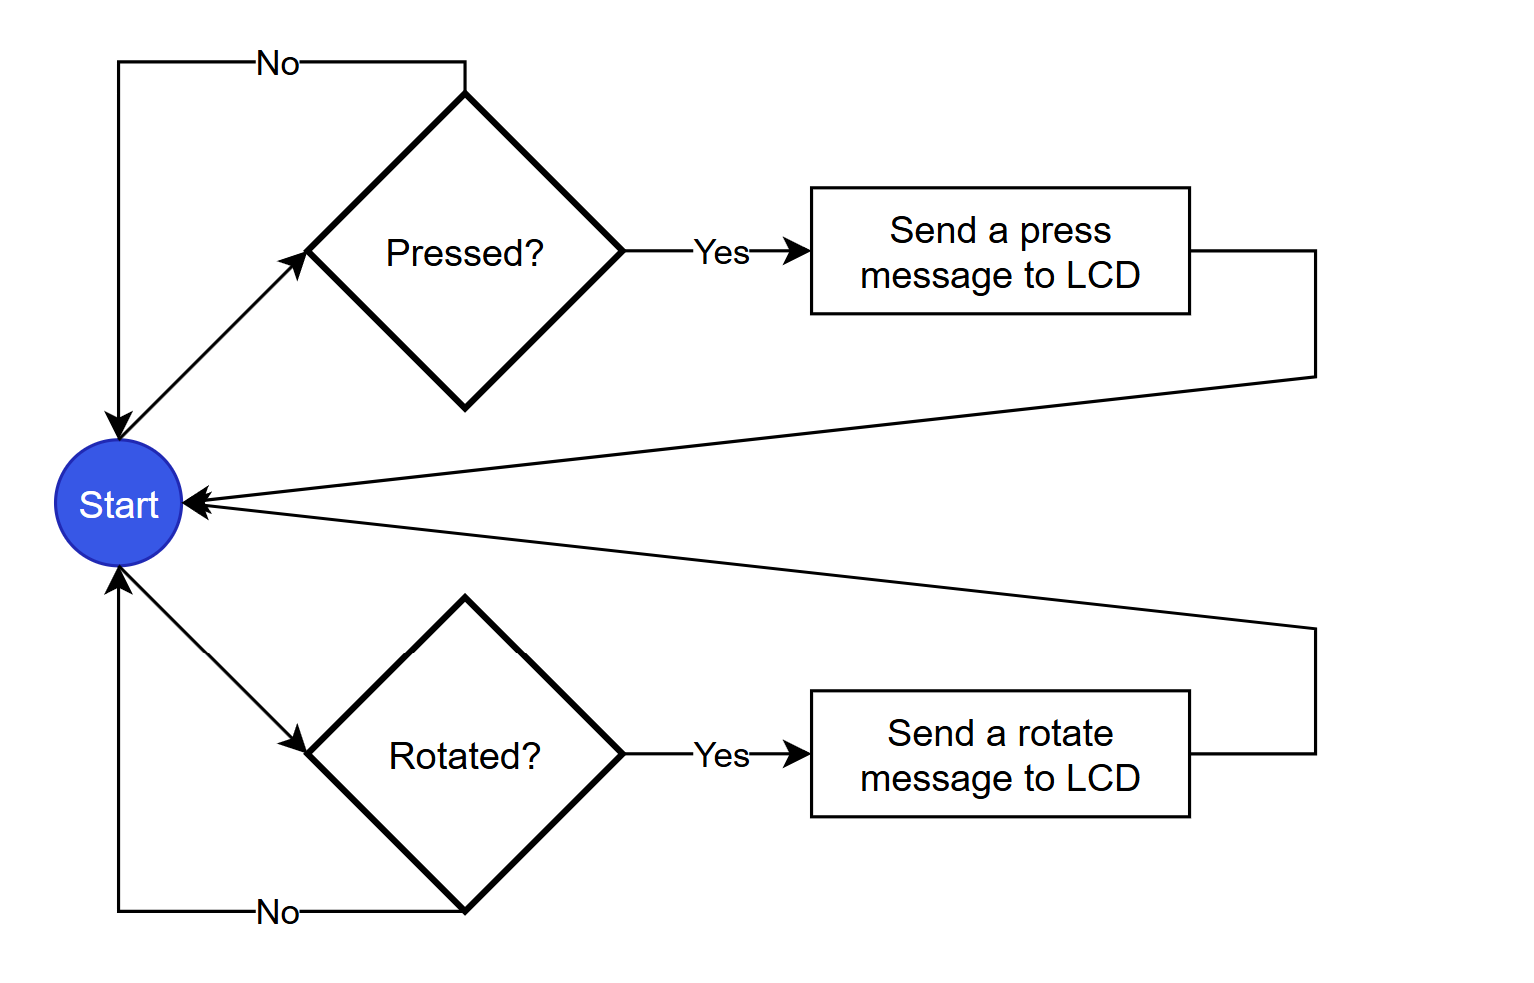 No
Pressed?
Yes
Send a press
message to LCD
Start
Rotated?
Yes
Send a rotate
message to LCD
No